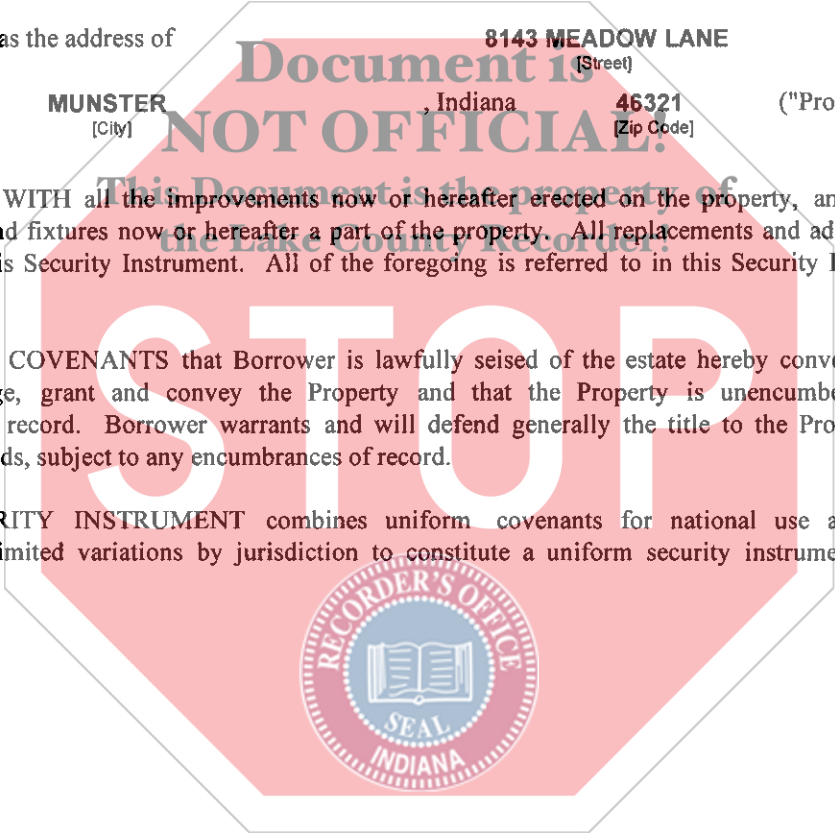 as the address of 8143 MEADOW LANE
[Street]
MUNSTER , Indiana 46321 ("Pro
[City] [Zip Code]
Document is
NOT OFFICIAL!
This Document is the property of
the Lake County Recorder!
WITH all the improvements now or hereafter erected on the property, an
d fixtures now or hereafter a part of the property. All replacements and ad
is Security Instrument. All of the foregoing is referred to in this Security I
COVENANTS that Borrower is lawfully seised of the estate hereby conve
ge, grant and convey the Property and that the Property is unencumbe
record. Borrower warrants and will defend generally the title to the Pro
ds, subject to any encumbrances of record.
STOP
RITY INSTRUMENT combines uniform covenants for national use a
imited variations by jurisdiction to constitute a uniform security instrume
RECORDER'S OFFICE
SEAL
INDIANA